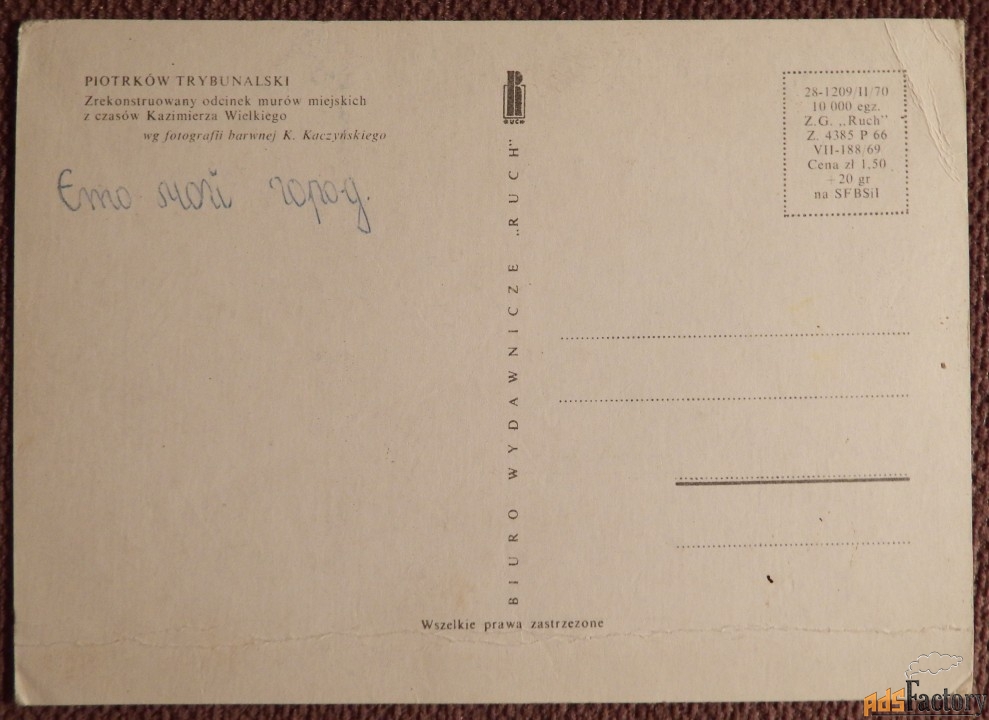 PIOTRKÓW TRYBUNALSKI
Zrekonstruowany odcinek murów miejskich
z czasów Kazimierza Wielkiego
wg fotografii barwnej K. Kaczyńskiego
мой город.
RUCH
BIURO WYDAWNICZE „RUCH"
28-1209/II/70
10 000 egz.
Z.G. „Ruch"
Z. 4385 P 66
VII-188/69
Cena zł 1,50
+ 20 gr
na SFBSiI
Wszelkie prawa zastrzeżone
AdsFactory